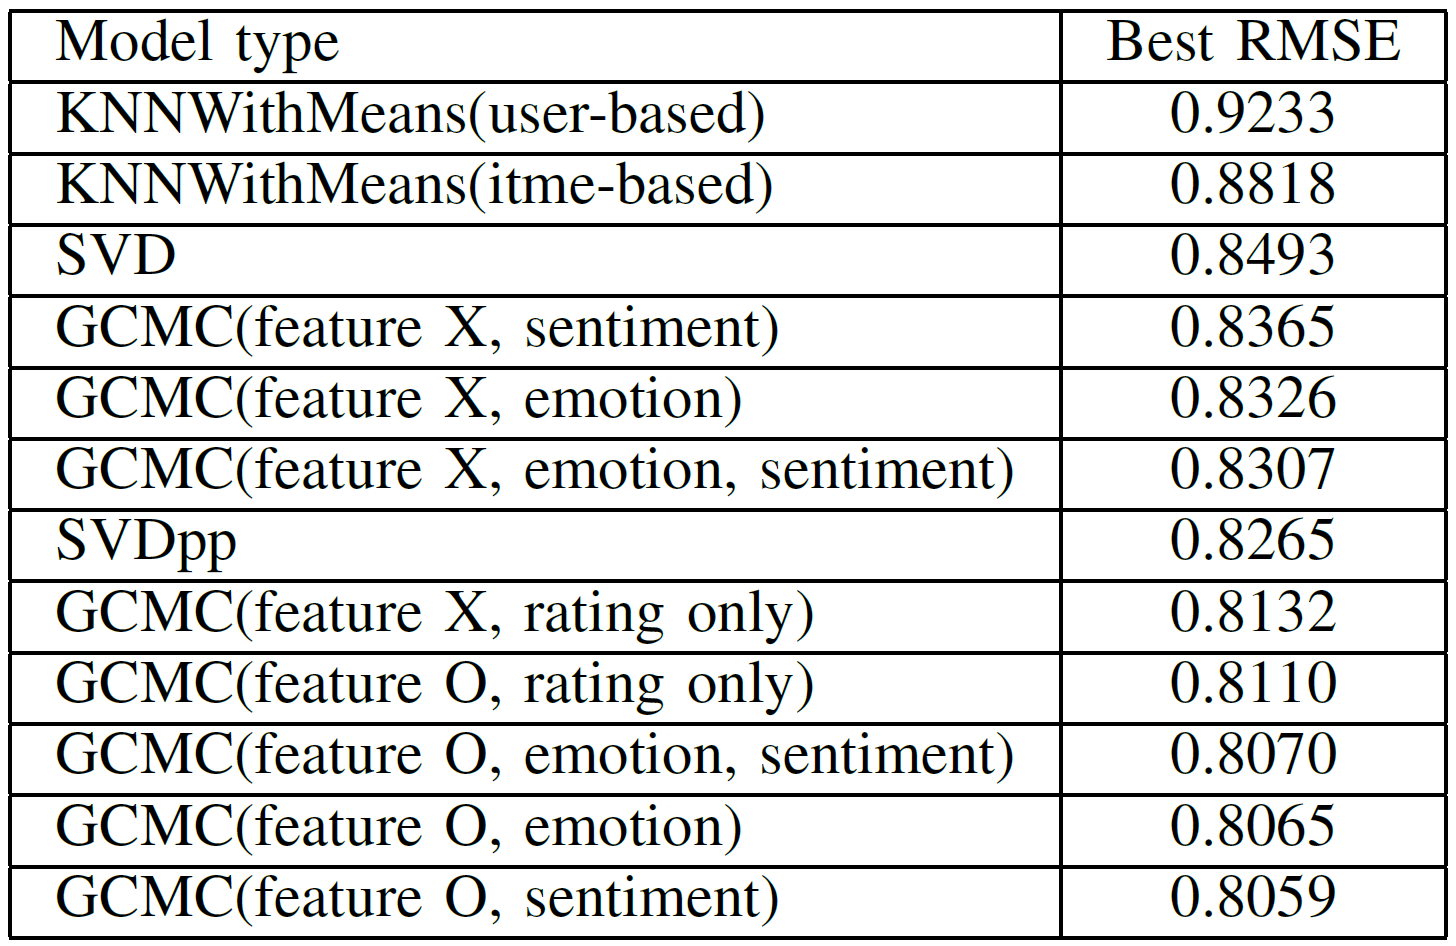 Model type Best RMSE
KNNWithMeans(user-based) 0.9233
KNNWithMeans(itme-based) 0.8818
SVD 0.8493
GCMC(feature X, sentiment) 0.8365
GCMC(feature X, emotion) 0.8326
GCMC(feature X, emotion, sentiment) 0.8307
SVDpp 0.8265
GCMC(feature X, rating only) 0.8132
GCMC(feature O, rating only) 0.8110
GCMC(feature O, emotion, sentiment) 0.8070
GCMC(feature O, emotion) 0.8065
GCMC(feature O, sentiment) 0.8059